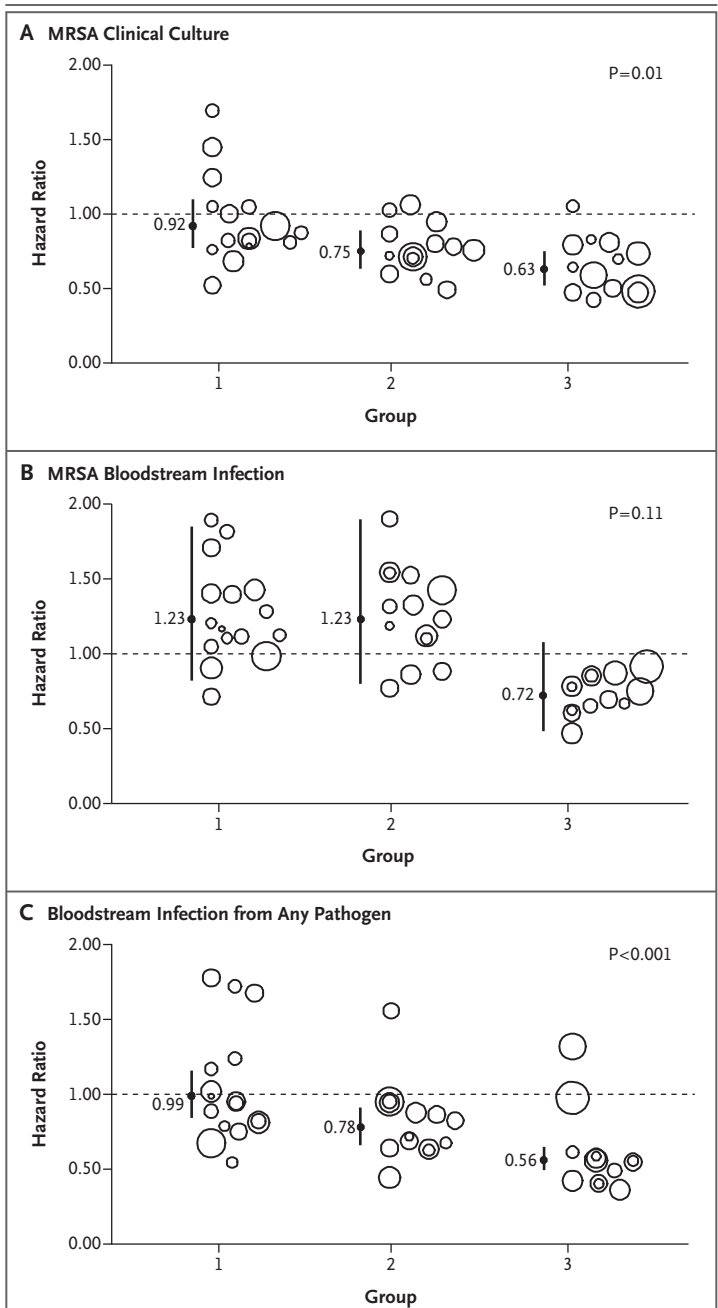 A MRSA Clinical Culture
2.00
P=0.01
1.50
1.00
0.92
0.75
0.63
0.50
0.00
Hazard Ratio
1 2 3
Group
B MRSA Bloodstream Infection
2.00
P=0.11
1.50
1.23 1.23
1.00
0.72
0.50
0.00
Hazard Ratio
1 2 3
Group
C Bloodstream Infection from Any Pathogen
2.00
P<0.001
1.50
1.00
0.99
0.78
0.56
0.50
0.00
Hazard Ratio
1 2 3
Group